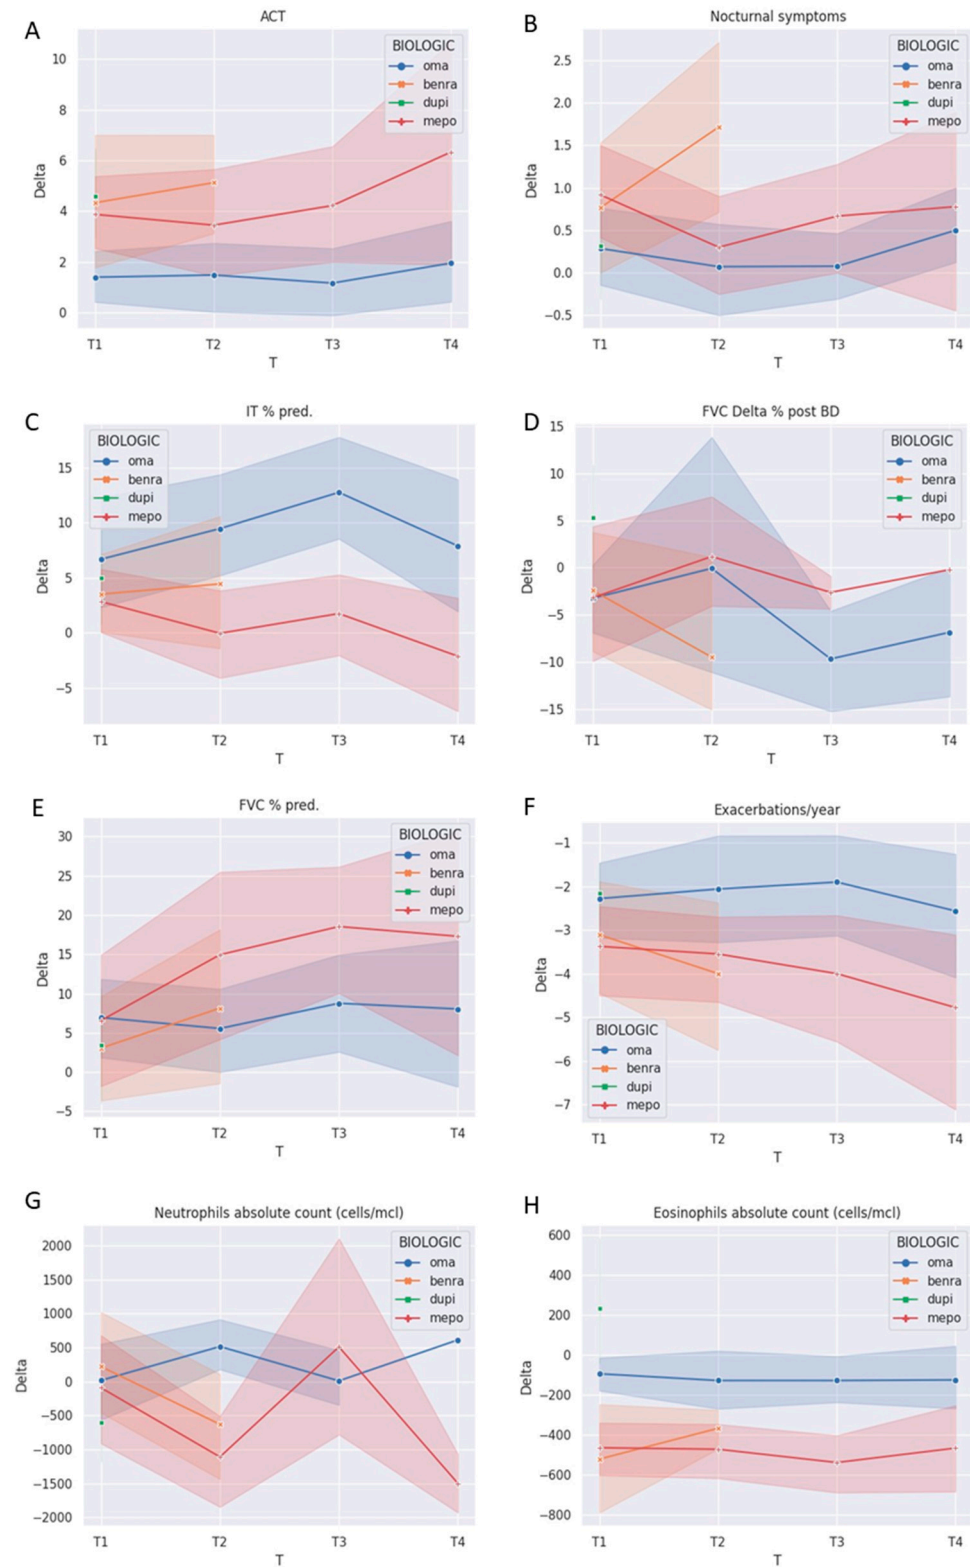 A
ACT
BIOLOGIC
oma
benra
dupi
mepo
Delta
10
8
6
4
2
0
T1 T2 T3 T4
T
B
Nocturnal symptoms
BIOLOGIC
oma
benra
dupi
mepo
Delta
2.5
2.0
1.5
1.0
0.5
0.0
−0.5
T1 T2 T3 T4
T
C
IT % pred.
BIOLOGIC
oma
benra
dupi
mepo
Delta
15
10
5
0
−5
T1 T2 T3 T4
T
D
FVC Delta % post BD
BIOLOGIC
oma
benra
dupi
mepo
Delta
15
10
5
0
−5
−10
−15
T1 T2 T3 T4
T
E
FVC % pred.
BIOLOGIC
oma
benra
dupi
mepo
Delta
30
25
20
15
10
5
0
−5
T1 T2 T3 T4
T
F
Exacerbations/year
Delta
−1
−2
−3
−4
−5
−6
−7
BIOLOGIC
oma
benra
dupi
mepo
T1 T2 T3 T4
T
G
Neutrophils absolute count (cells/mcl)
BIOLOGIC
oma
benra
dupi
mepo
Delta
2000
1500
1000
500
0
−500
−1000
−1500
−2000
T1 T2 T3 T4
T
H
Eosinophils absolute count (cells/mcl)
BIOLOGIC
oma
benra
dupi
mepo
Delta
600
400
200
0
−200
−400
−600
−800
T1 T2 T3 T4
T